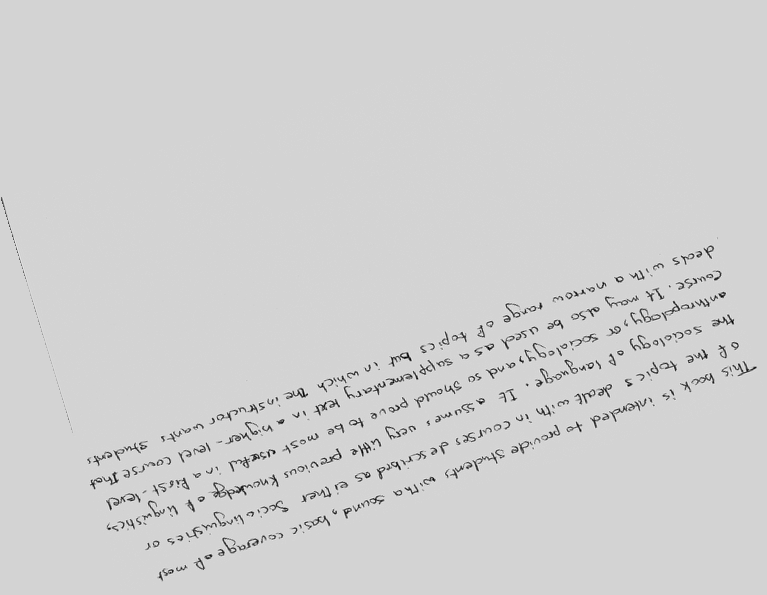 This book is intended to provide students with a sound, basic coverage of most
of the topics dealt with in courses described as either Sociolinguistics or
the sociology of language. It assumes very little previous knowledge of linguistics,
anthropology, or sociology, and so should prove to be most useful in a first-level
course. It may also be used as a supplementary text in a higher-level course that
deals with a narrow range of topics but in which the instructor wants students